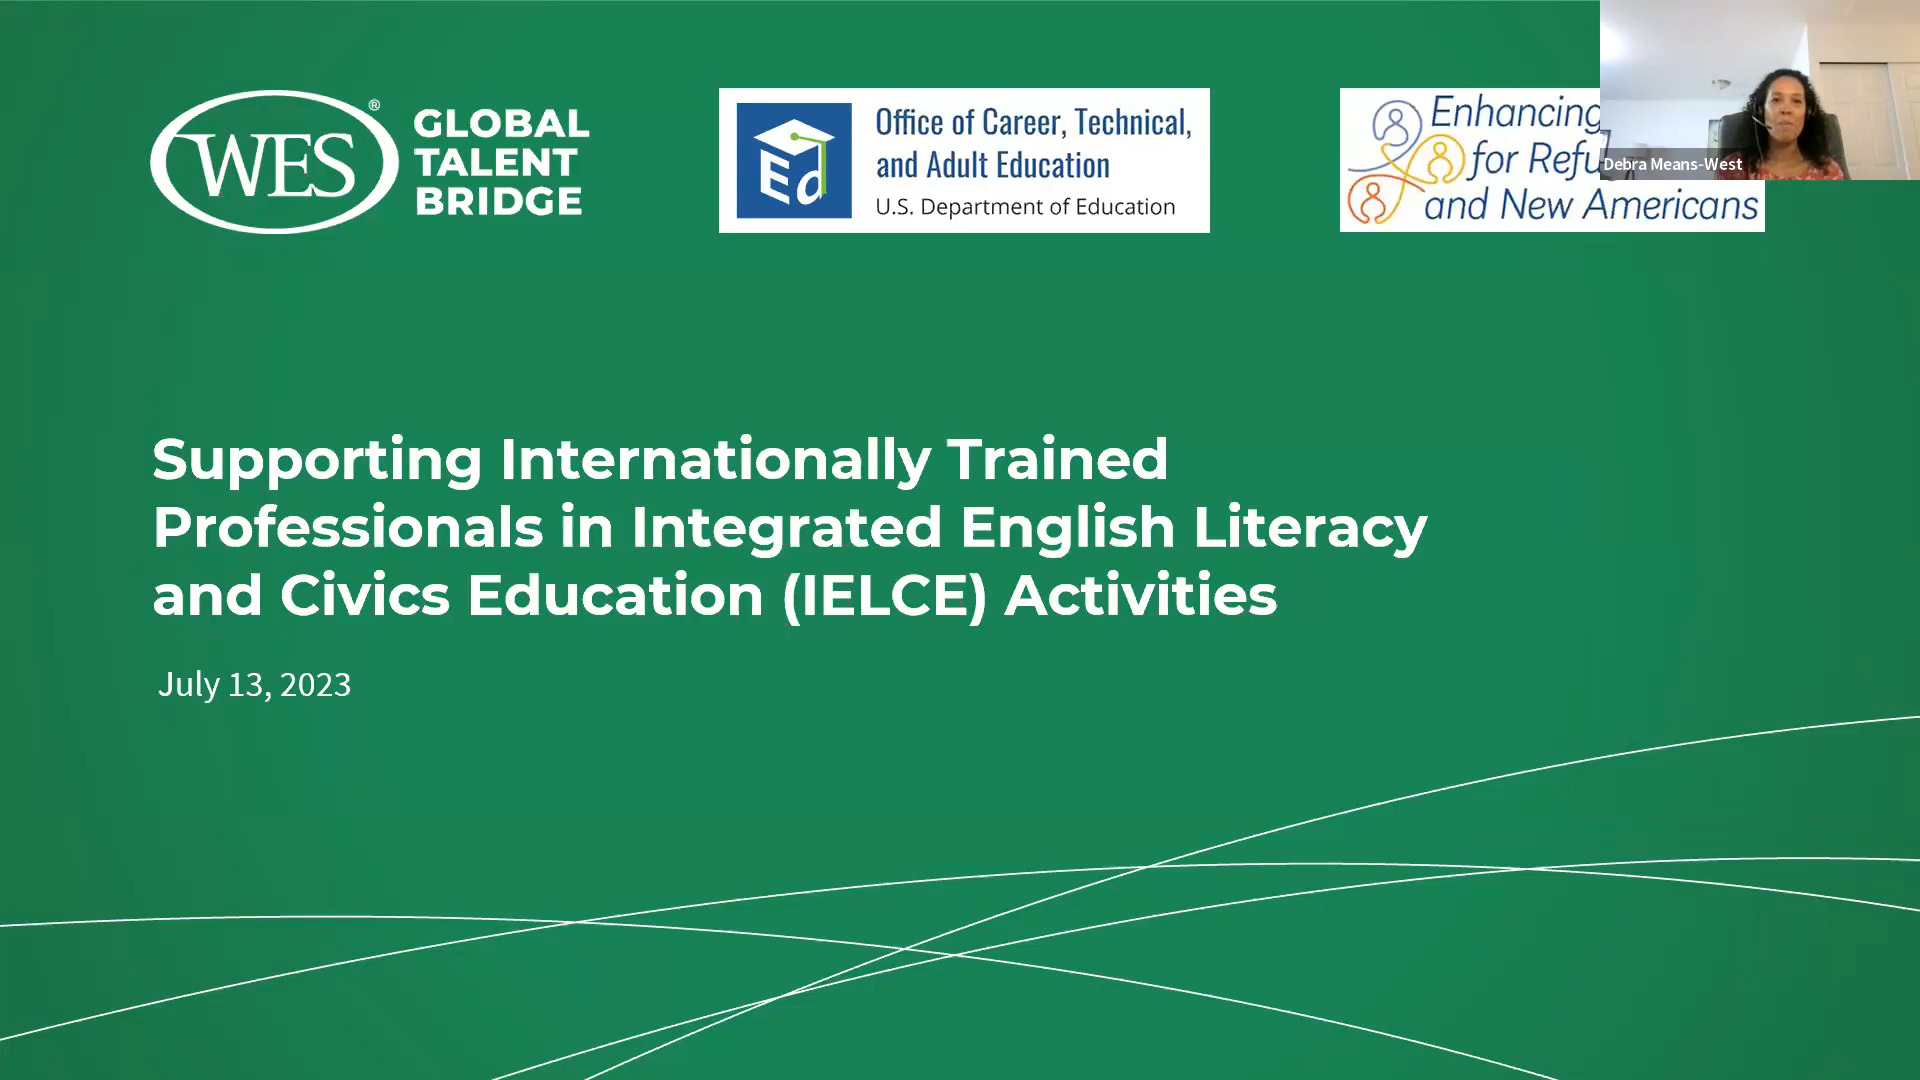 WES
®
GLOBAL
TALENT
BRIDGE
Ed
Office of Career, Technical,
and Adult Education
U.S. Department of Education
Enhancing
for
and New Americans
Debra Means-West
Supporting Internationally Trained
Professionals in Integrated English Literacy
and Civics Education (IELCE) Activities
July 13, 2023